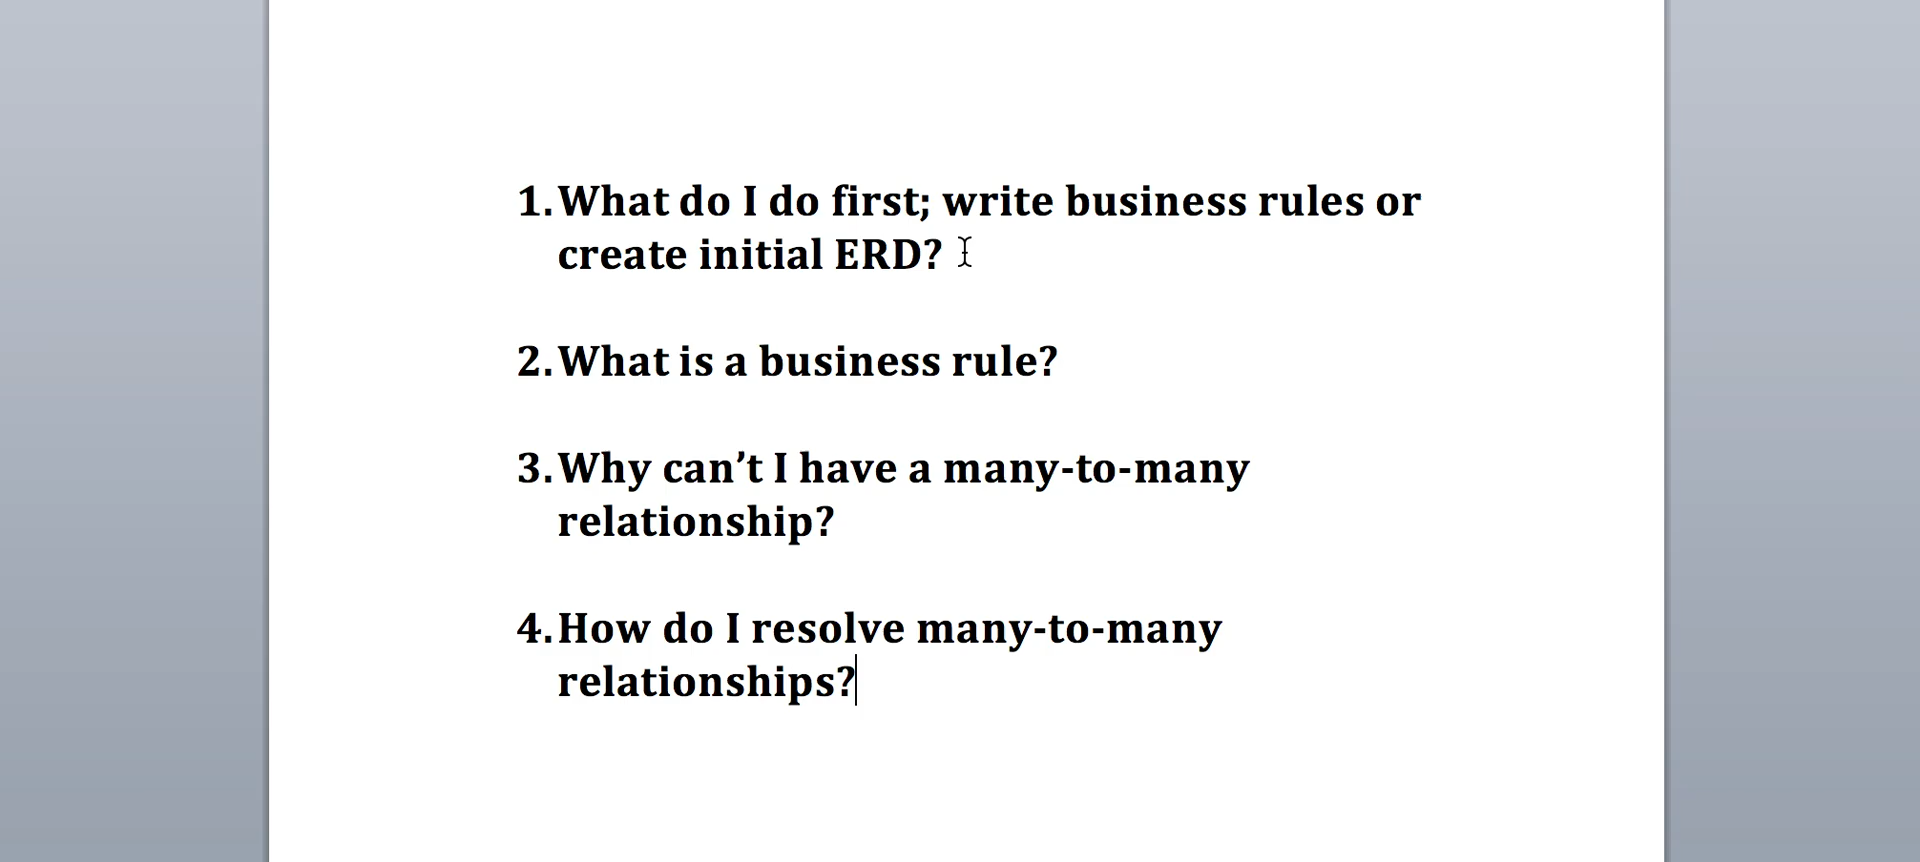 1. What do I do first; write business rules or
create initial ERD?
2. What is a business rule?
3. Why can’t I have a many-to-many
relationship?
4. How do I resolve many-to-many
relationships?